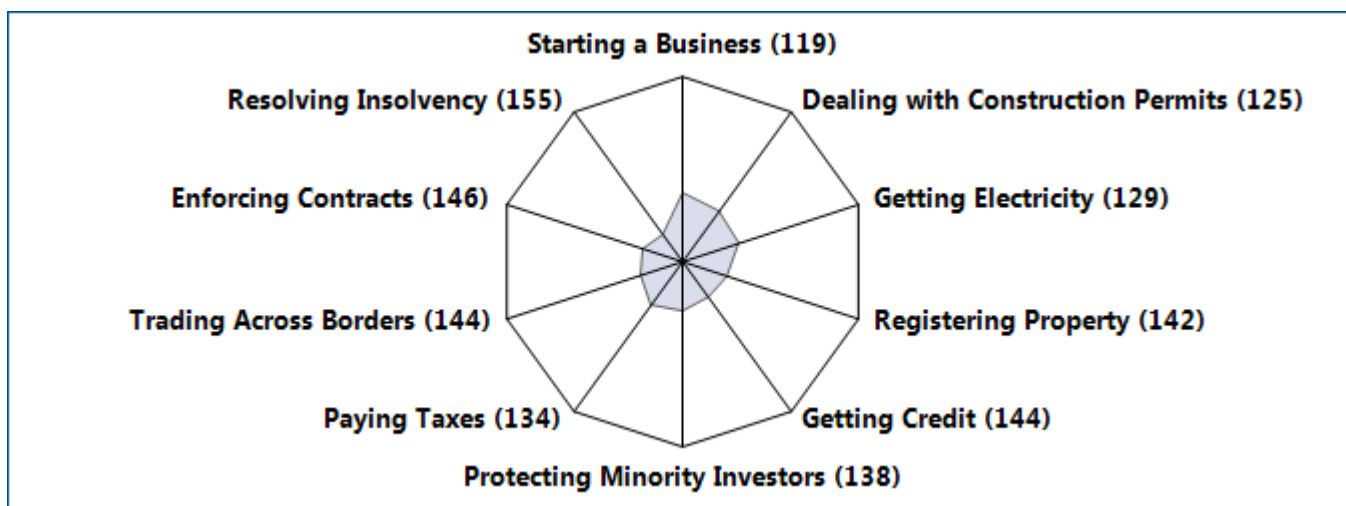 Starting a Business (119)
Resolving Insolvency (155)
Dealing with Construction Permits (125)
Enforcing Contracts (146)
Getting Electricity (129)
Trading Across Borders (144)
Registering Property (142)
Paying Taxes (134)
Getting Credit (144)
Protecting Minority Investors (138)